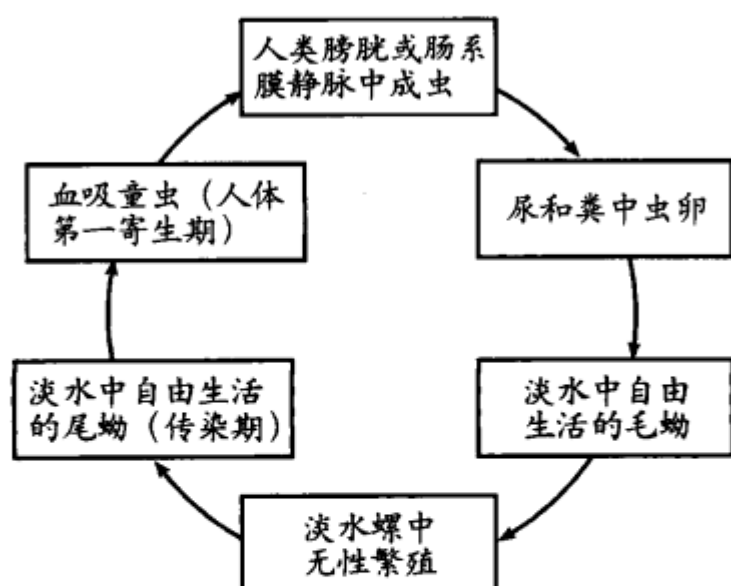 人类膀胱或肠系
膜静脉中成虫
尿和粪中虫卵
淡水中自由
生活的毛蚴
淡水螺中
无性繁殖
淡水中自由生活
的尾蚴（传染期）
血吸童虫（人体
第一寄生期）